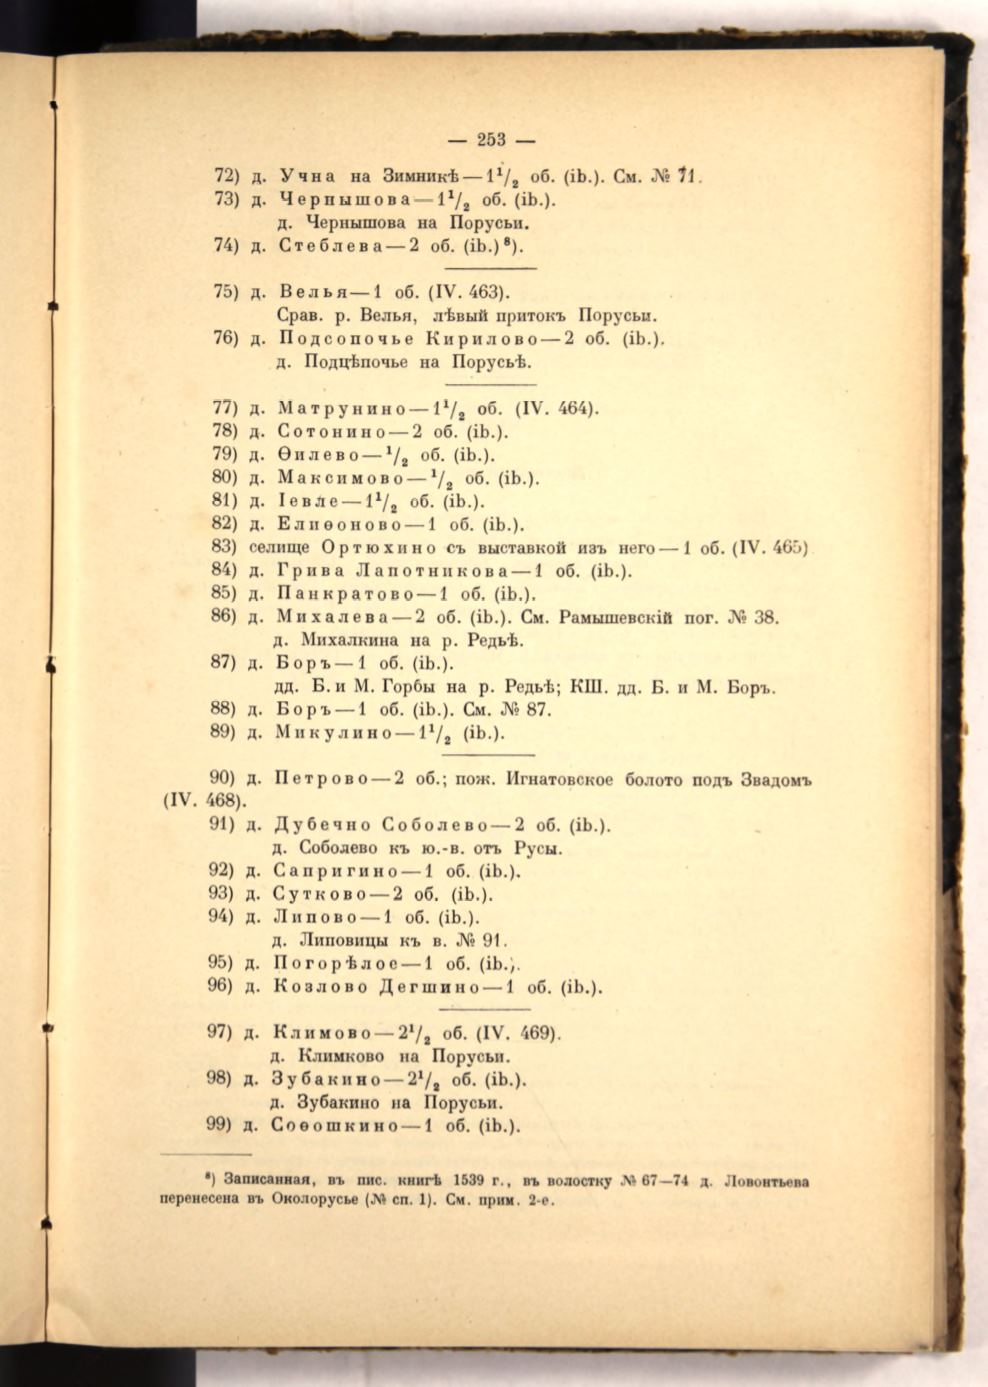 — 253 —
72) д. Учна на Зимникѣ—1¹/₂ об. (ib.). См. № 71.
73) д. Чернышова—1¹/₂ об. (ib.).
д. Чернышова на Порусьи.
74) д. Стеблева—2 об. (ib.)⁸).
75) д. Велья—1 об. (IV. 463).
Срав. р. Велья, лѣвый притокъ Порусьи.
76) д. Подсопочье Кирилово—2 об. (ib.).
д. Подцѣпочье на Порусьѣ.
77) д. Матрунино—1¹/₂ об. (IV. 464).
78) д. Сотонино—2 об. (ib.).
79) д. Ѳилево—¹/₂ об. (ib.).
80) д. Максимово—¹/₂ об. (ib.).
81) д. Іевле—1¹/₂ об. (ib.).
82) д. Елиѳоново—1 об. (ib.).
83) селище Ортюхино съ выставкой изъ него—1 об. (IV. 465)
84) д. Грива Лапотникова—1 об. (ib.).
85) д. Панкратово—1 об. (ib.).
86) д. Михалева—2 об. (ib.). См. Рамышевскій пог. № 38.
д. Михалкина на р. Редьѣ.
87) д. Боръ—1 об. (ib.).
дд. Б. и М. Горбы на р. Редьѣ; КШ. дд. Б. и М. Боръ.
88) д. Боръ—1 об. (ib.). См. № 87.
89) д. Микулино—1¹/₂ (ib.).
90) д. Петрово—2 об.; пож. Игнатовское болото подъ Звадомъ
(IV. 468).
91) д. Дубечно Соболево—2 об. (ib.).
д. Соболево къ ю.-в. отъ Русы.
92) д. Сапригино—1 об. (ib.).
93) д. Сутково—2 об. (ib.).
94) д. Липово—1 об. (ib.).
д. Липовицы къ в. № 91.
95) д. Погорѣлое—1 об. (ib.).
96) д. Козлово Дегшино—1 об. (ib.).
97) д. Климово—2¹/₂ об. (IV. 469).
д. Климково на Порусьи.
98) д. Зубакино—2¹/₂ об. (ib.).
д. Зубакино на Порусьи.
99) д. Соѳошкино—1 об. (ib.).
⁸) Записанная, въ пис. книгѣ 1539 г., въ волостку № 67—74 д. Ловонтьева
перенесена въ Околорусье (№ сп. 1). См. прим. 2-е.